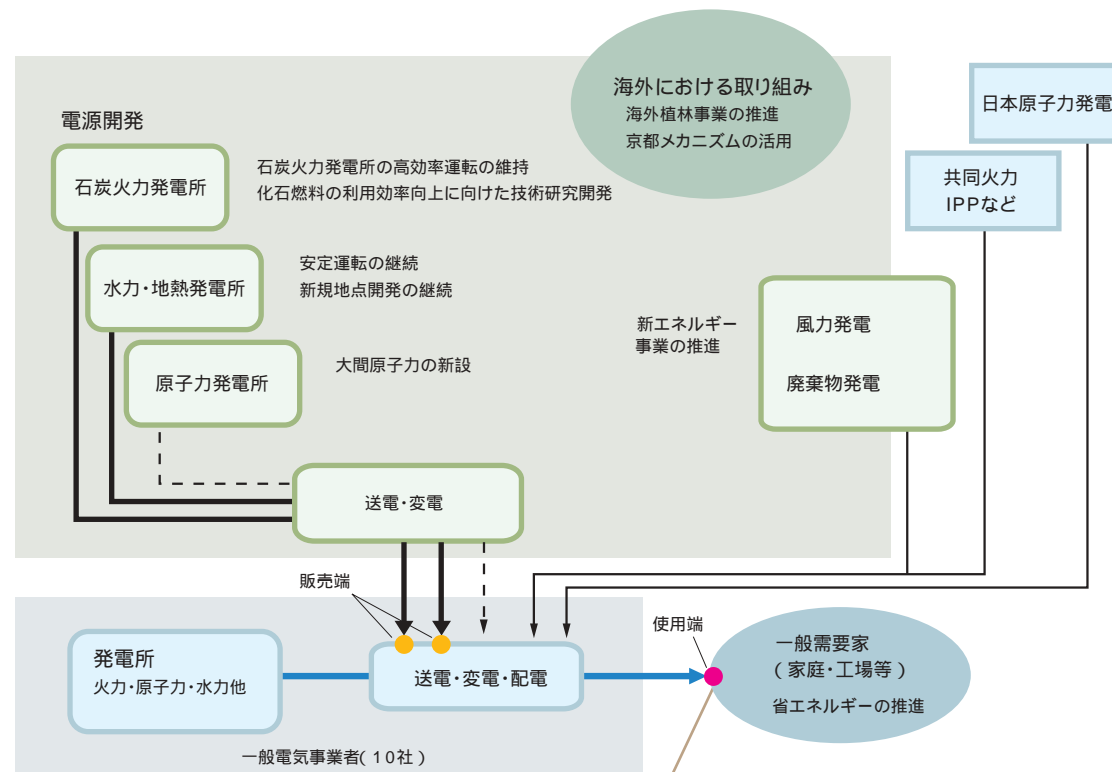 海外における取り組み
海外植林事業の推進
京都メカニズムの活用
日本原子力発電
電源開発
石炭火力発電所
石炭火力発電所の高効率運転の維持
化石燃料の利用効率向上に向けた技術研究開発
共同火力
IPPなど
水力・地熱発電所
安定運転の継続
新規地点開発の継続
新エネルギー
事業の推進
風力発電
廃棄物発電
原子力発電所
大間原子力の新設
送電・変電
販売端
使用端
発電所
火力・原子力・水力他
送電・変電・配電
一般需要家
(家庭・工場等)
省エネルギーの推進
一般電気事業者(10社)